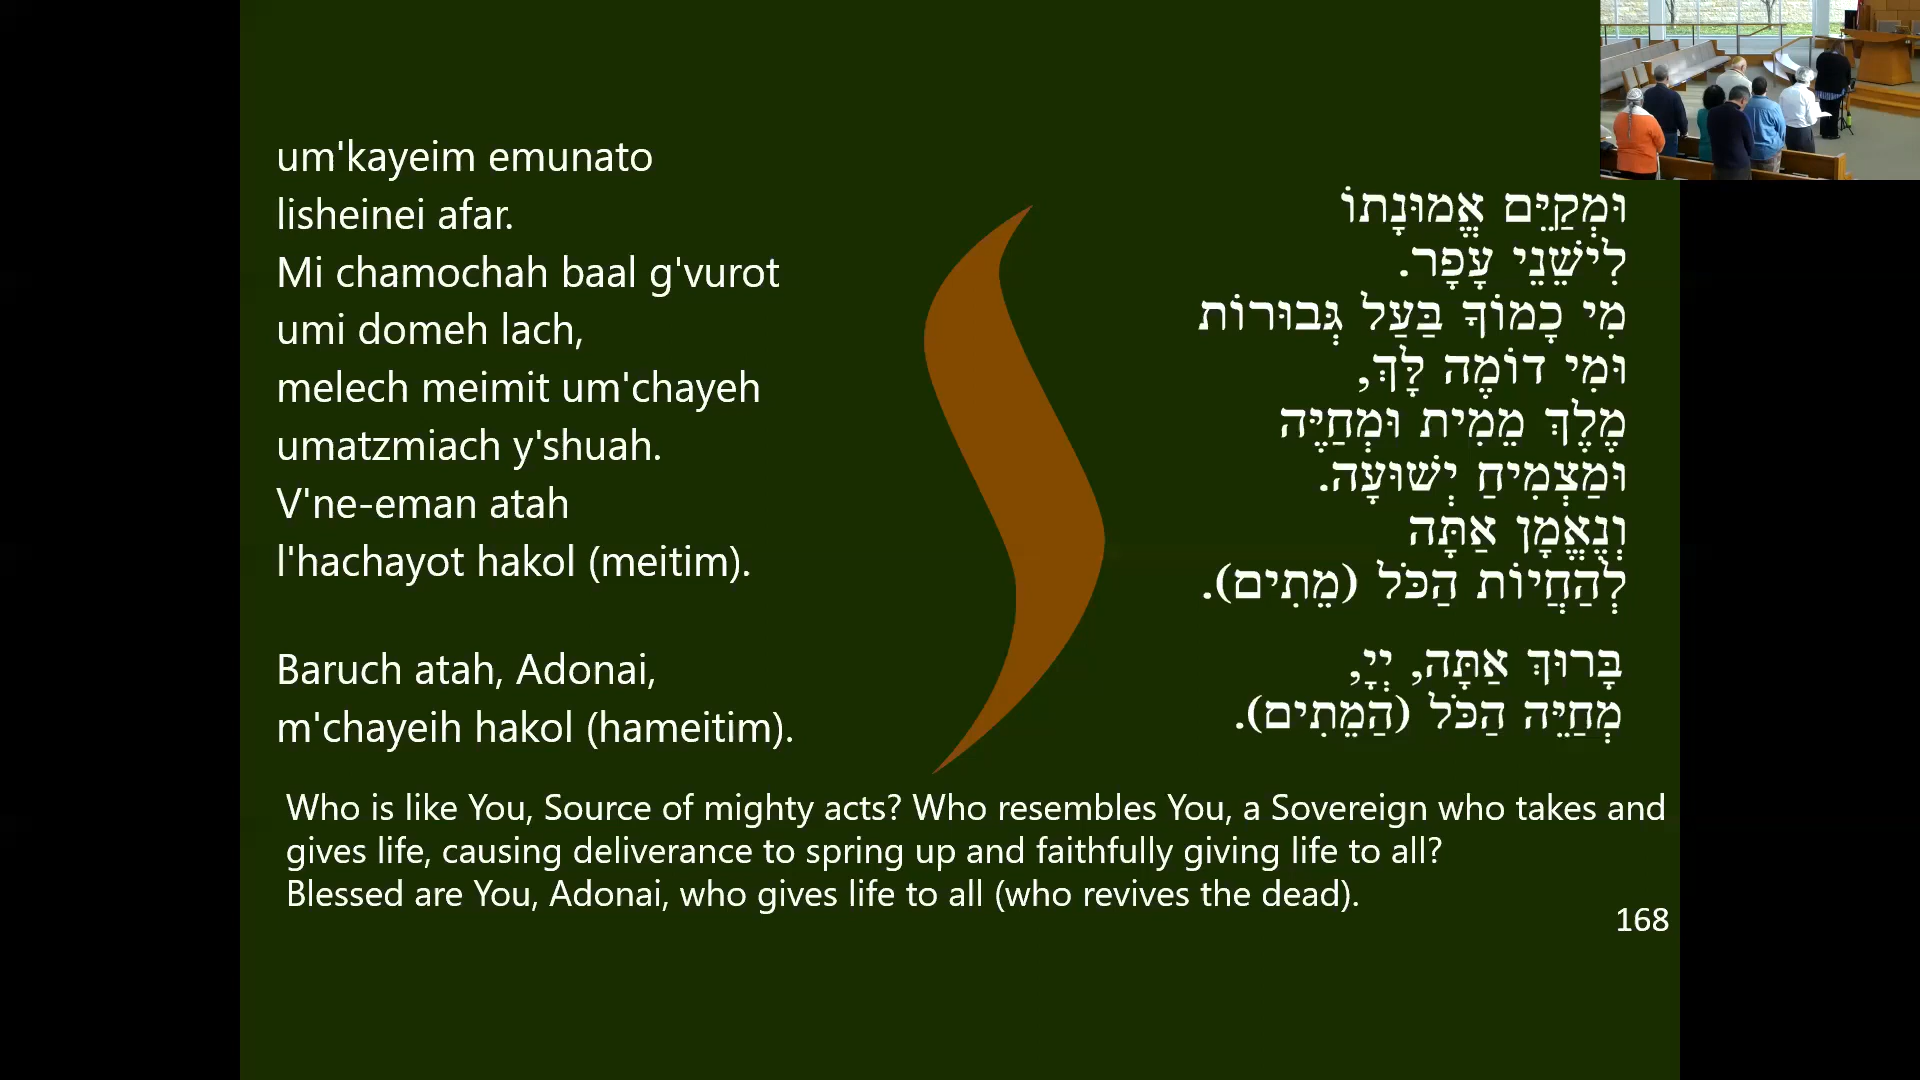 um'kayeim emunato
lisheinei afar.
Mi chamochah baal g'vurot
umi domeh lach,
melech meimit um'chayeh
umatzmiach y'shuah.
V'ne-eman atah
l'hachayot hakol (meitim).
Baruch atah, Adonai,
m'chayeih hakol (hameitim).
וּמְקַיֵּם אֱמוּנָתוֹ
לִישֵׁנֵי עָפָר.
מִי כָמוֹךָ בַּעַל גְּבוּרוֹת
וּמִי דוֹמֶה לָּךְ,
מֶלֶךְ מֵמִית וּמְחַיֶּה
וּמַצְמִיחַ יְשׁוּעָה.
וְנֶאֱמָן אַתָּה
לְהַחֲיוֹת הַכֹּל (מֵתִים).
בָּרוּךְ אַתָּה, יְיָ,
מְחַיֵּה הַכֹּל (הַמֵּתִים).
Who is like You, Source of mighty acts? Who resembles You, a Sovereign who takes and
gives life, causing deliverance to spring up and faithfully giving life to all?
Blessed are You, Adonai, who gives life to all (who revives the dead).
168